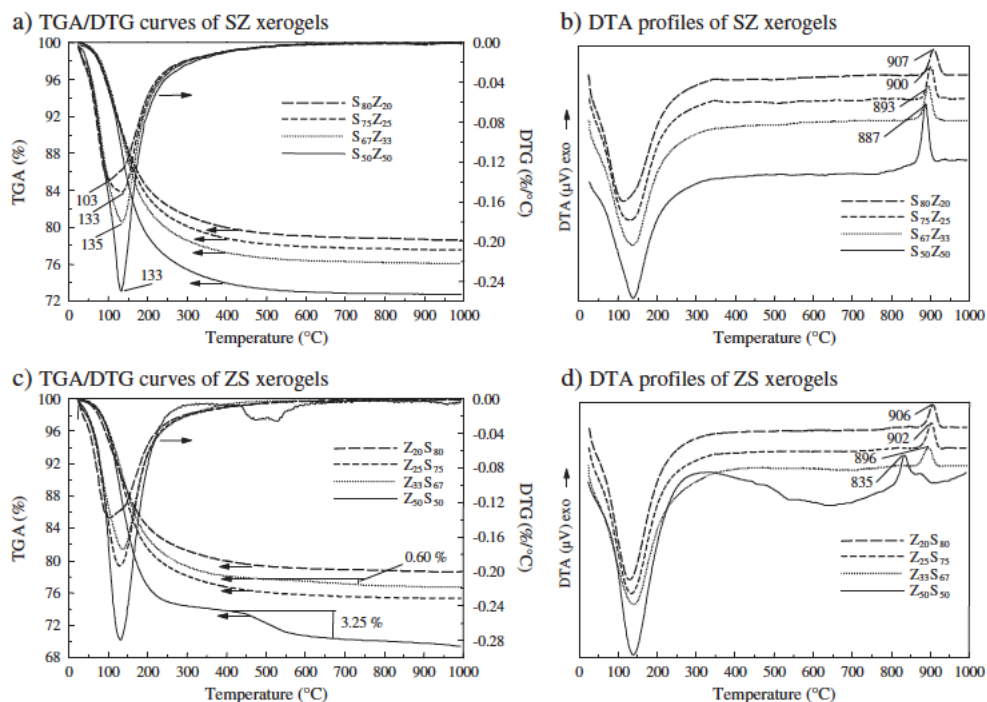 a) TGA/DTG curves of SZ xerogels
100
96
92
88
84
80
76
72
TGA (%)
0.00
-0.04
-0.08
-0.12
-0.16
-0.20
-0.24
DTG (%/°C)
S₈₀Z₂₀
S₇₅Z₂₅
S₆₇Z₃₃
S₅₀Z₅₀
103
133
135
133
0 100 200 300 400 500 600 700 800 900 1000
Temperature (°C)
b) DTA profiles of SZ xerogels
DTA (μV) exo
907
900
893
887
S₈₀Z₂₀
S₇₅Z₂₅
S₆₇Z₃₃
S₅₀Z₅₀
0 100 200 300 400 500 600 700 800 900 1000
Temperature (°C)
c) TGA/DTG curves of ZS xerogels
100
96
92
88
84
80
76
72
68
TGA (%)
0.00
-0.04
-0.08
-0.12
-0.16
-0.20
-0.24
-0.28
DTG (%/°C)
Z₂₀S₈₀
Z₂₅S₇₅
Z₃₃S₆₇
Z₅₀S₅₀
0.60 %
3.25 %
0 100 200 300 400 500 600 700 800 900 1000
Temperature (°C)
d) DTA profiles of ZS xerogels
DTA (μV) exo
906
902
896
835
Z₂₀S₈₀
Z₂₅S₇₅
Z₃₃S₆₇
Z₅₀S₅₀
0 100 200 300 400 500 600 700 800 900 1000
Temperature (°C)